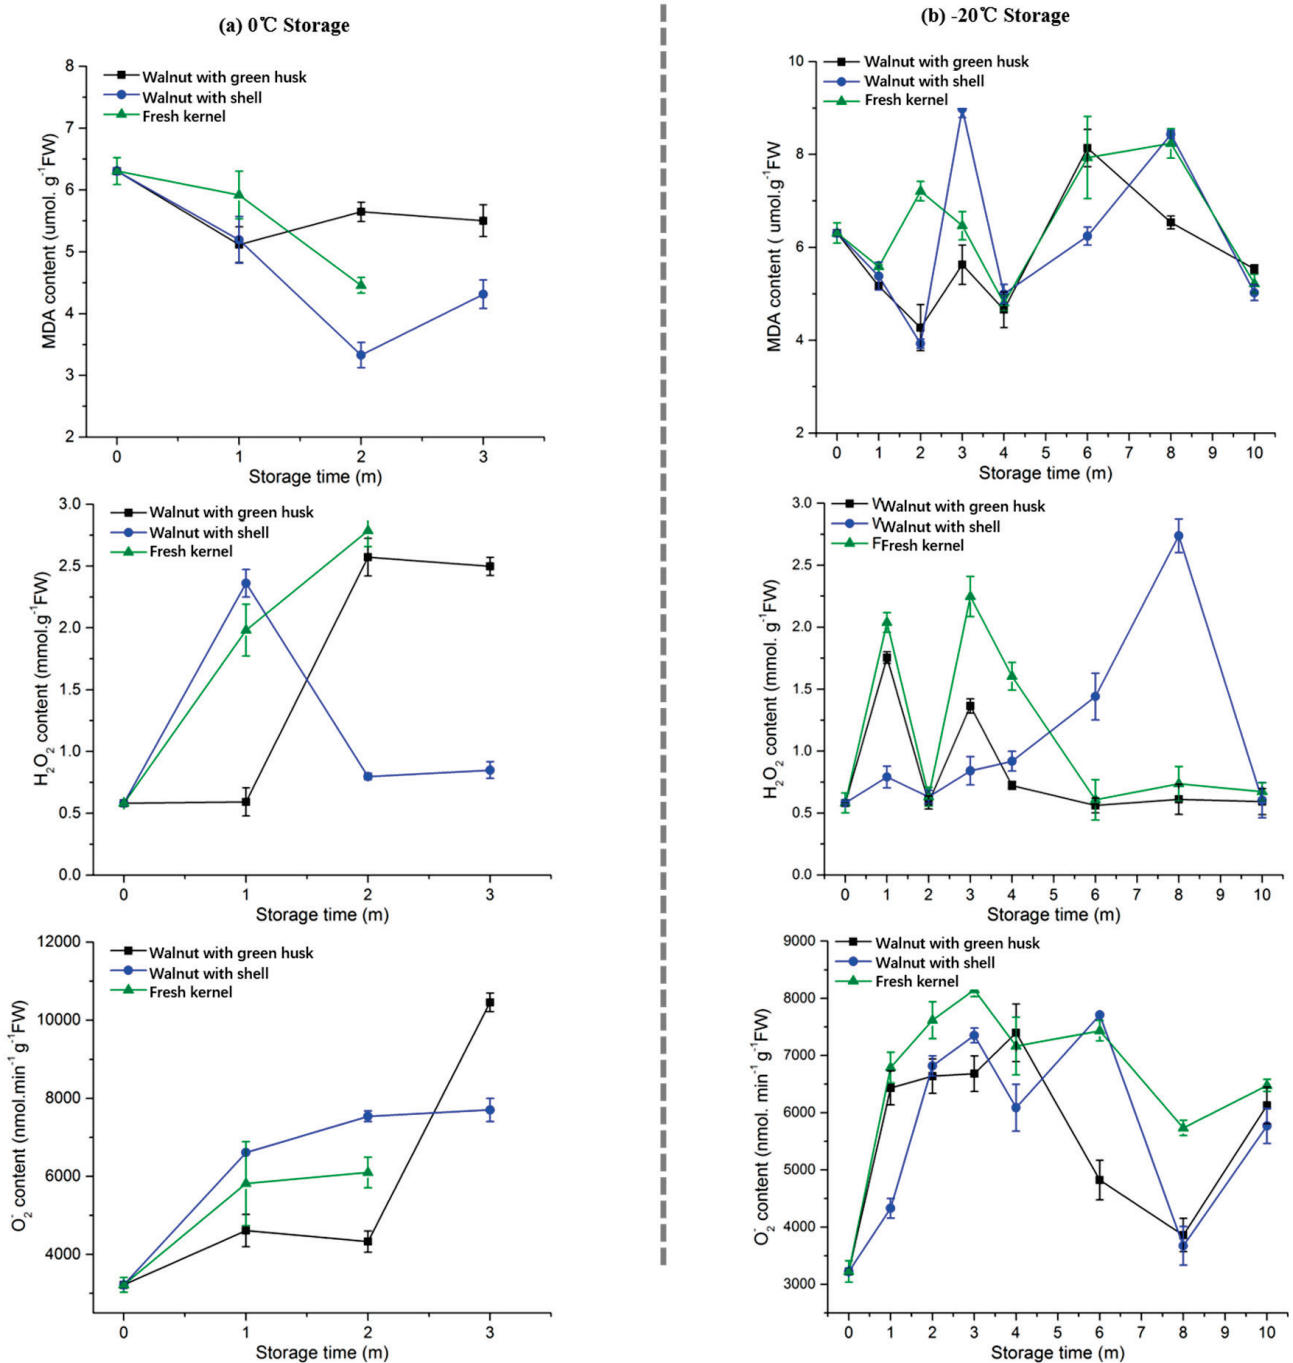 (a) 0℃ Storage
(b) -20℃ Storage
Walnut with green husk
Walnut with shell
Fresh kernel
MDA content (umol. g⁻¹FW)
8
7
6
5
4
3
2
0
1
2
3
Storage time (m)
Walnut with green husk
Walnut with shell
Fresh kernel
MDA content ( umol.g⁻¹FW
10
8
6
4
2
0
1
2
3
4
5
6
7
8
9
10
Storage time (m)
Walnut with green husk
Walnut with shell
Fresh kernel
H₂O₂ content (mmol.g⁻¹FW)
3.0
2.5
2.0
1.5
1.0
0.5
0.0
0
1
2
3
Storage time (m)
WWalnut with green husk
WWalnut with shell
FFresh kernel
H₂O₂ content (mmol. g⁻¹FW)
3.0
2.5
2.0
1.5
1.0
0.5
0.0
0
1
2
3
4
5
6
7
8
9
10
Storage time (m)
Walnut with green husk
Walnut with shell
Fresh kernel
O₂⁻ content (nmol.min⁻¹ g⁻¹FW)
12000
10000
8000
6000
4000
0
1
2
3
Storage time (m)
Walnut with green husk
Walnut with shell
Fresh kernel
O₂⁻ content (nmol. min⁻¹ g⁻¹FW)
9000
8000
7000
6000
5000
4000
3000
0
1
2
3
4
5
6
7
8
9
10
Storage time (m)